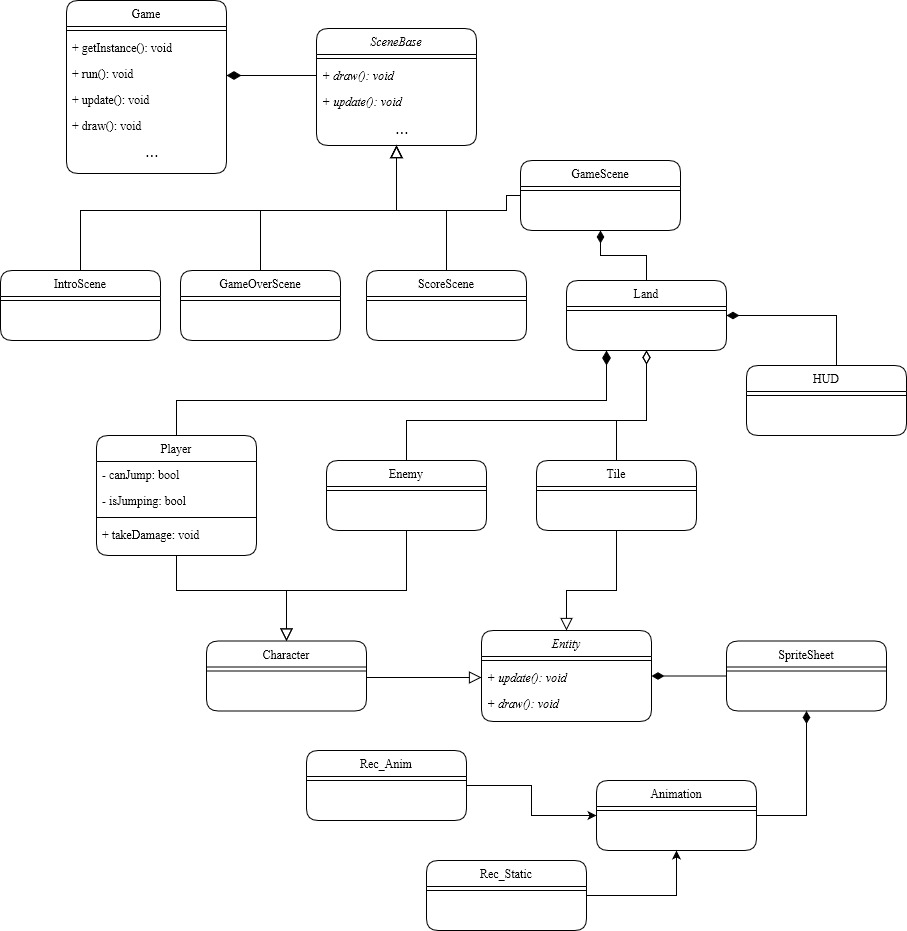 Game
+ getInstance(): void
+ run(): void
+ update(): void
+ draw(): void
...
SceneBase
+ draw(): void
+ update(): void
...
GameScene
IntroScene
GameOverScene
ScoreScene
Land
HUD
Player
- canJump: bool
- isJumping: bool
+ takeDamage: void
Enemy
Tile
Character
Entity
+ update(): void
+ draw(): void
SpriteSheet
Rec_Anim
Animation
Rec_Static